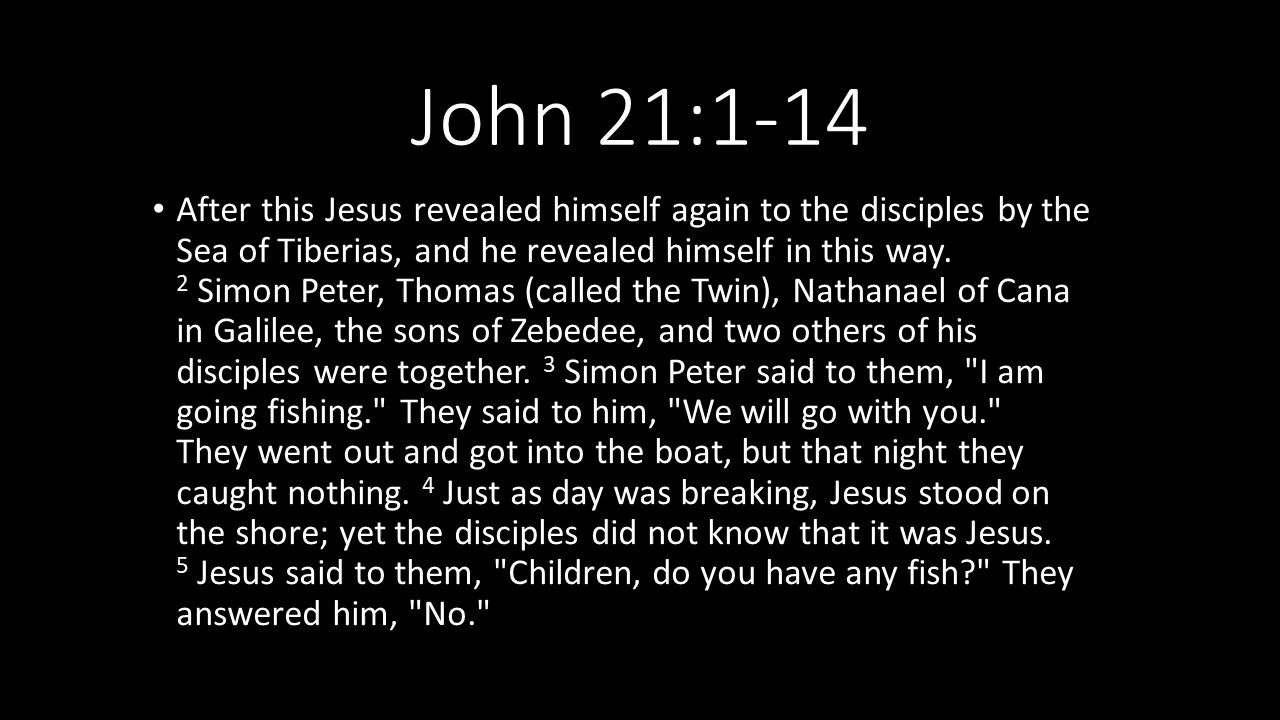 John 21:1-14
• After this Jesus revealed himself again to the disciples by the
Sea of Tiberias, and he revealed himself in this way.
2 Simon Peter, Thomas (called the Twin), Nathanael of Cana
in Galilee, the sons of Zebedee, and two others of his
disciples were together. 3 Simon Peter said to them, "I am
going fishing." They said to him, "We will go with you."
They went out and got into the boat, but that night they
caught nothing. 4 Just as day was breaking, Jesus stood on
the shore; yet the disciples did not know that it was Jesus.
5 Jesus said to them, "Children, do you have any fish?" They
answered him, "No."